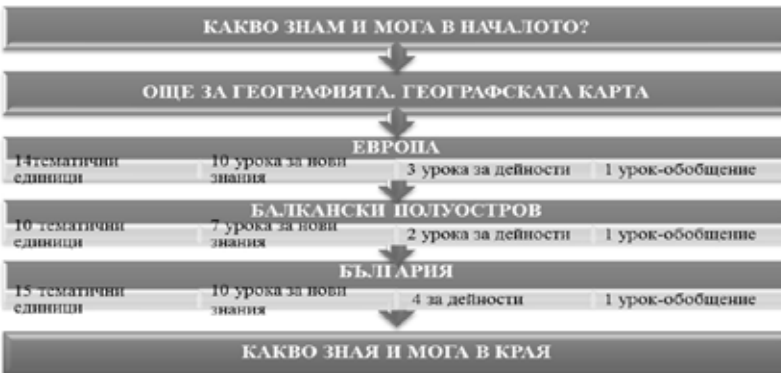 КАКВО ЗНАМ И МОГА В НАЧАЛОТО?
ОЩЕ ЗА ГЕОГРАФИЯТА. ГЕОГРАФСКАТА КАРТА
ЕВРОПА
14тематични единици
10 урока за нови знания
3 урока за дейности
1 урок-обобщение
БАЛКАНСКИ ПОЛУОСТРОВ
10 тематични единици
7 урока за нови знания
2 урока за дейности
1 урок-обобщение
БЪЛГАРИЯ
15 тематични единици
10 урока за нови знания
4 за дейности
1 урок-обобщение
КАКВО ЗНАЯ И МОГА В КРАЯ